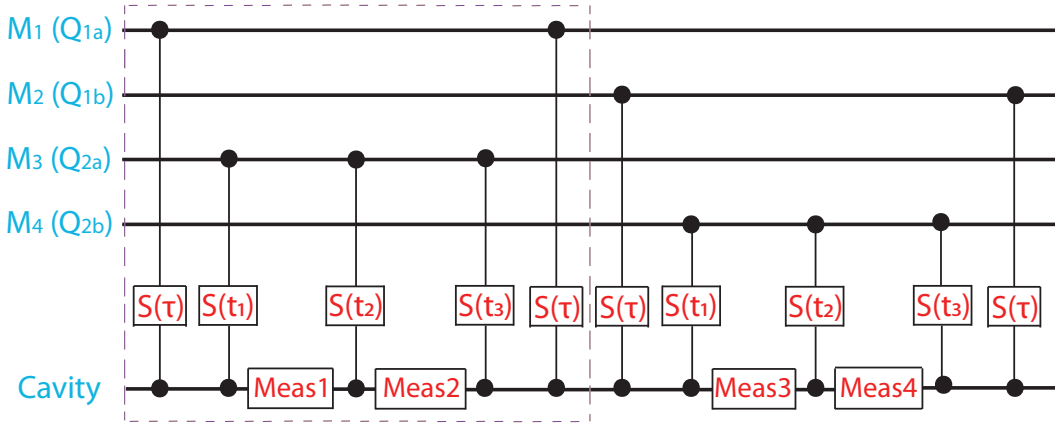 M₁ (Q₁ₐ)
M₂ (Q₁b)
M₃ (Q₂ₐ)
M₄ (Q₂b)
S(τ) S(t₁) S(t₂) S(t₃) S(τ) S(τ) S(t₁) S(t₂) S(t₃) S(τ)
Cavity Meas1 Meas2 Meas3 Meas4